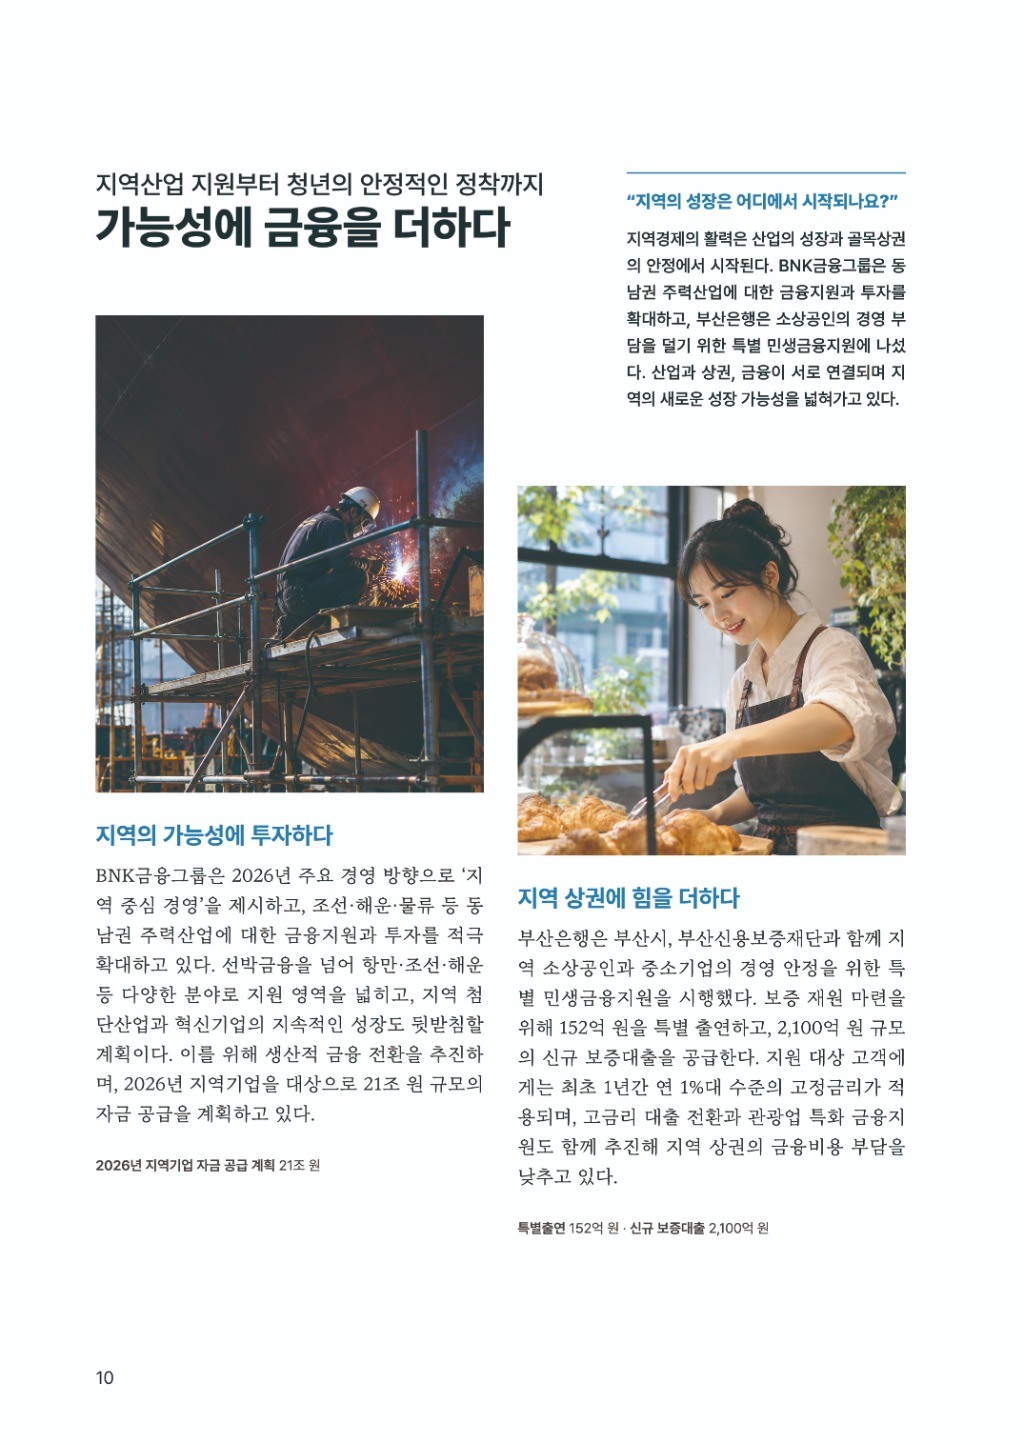 지역산업 지원부터 청년의 안정적인 정착까지
가능성에 금융을 더하다
“지역의 성장은 어디에서 시작되나요?”
지역경제의 활력은 산업의 성장과 골목상권
의 안정에서 시작된다. BNK금융그룹은 동
남권 주력산업에 대한 금융지원과 투자를
확대하고, 부산은행은 소상공인의 경영 부
담을 덜기 위한 특별 민생금융지원에 나섰
다. 산업과 상권, 금융이 서로 연결되며 지
역의 새로운 성장 가능성을 넓혀가고 있다.
지역의 가능성에 투자하다
BNK금융그룹은 2026년 주요 경영 방향으로 ‘지
역 중심 경영’을 제시하고, 조선·해운·물류 등 동
남권 주력산업에 대한 금융지원과 투자를 적극
확대하고 있다. 선박금융을 넘어 항만·조선·해운
등 다양한 분야로 지원 영역을 넓히고, 지역 첨
단산업과 혁신기업의 지속적인 성장도 뒷받침할
계획이다. 이를 위해 생산적 금융 전환을 추진하
며, 2026년 지역기업을 대상으로 21조 원 규모의
자금 공급을 계획하고 있다.
2026년 지역기업 자금 공급 계획 21조 원
지역 상권에 힘을 더하다
부산은행은 부산시, 부산신용보증재단과 함께 지
역 소상공인과 중소기업의 경영 안정을 위한 특
별 민생금융지원을 시행했다. 보증 재원 마련을
위해 152억 원을 특별 출연하고, 2,100억 원 규모
의 신규 보증대출을 공급한다. 지원 대상 고객에
게는 최초 1년간 연 1%대 수준의 고정금리가 적
용되며, 고금리 대출 전환과 관광업 특화 금융지
원도 함께 추진해 지역 상권의 금융비용 부담을
낮추고 있다.
특별출연 152억 원 · 신규 보증대출 2,100억 원
10